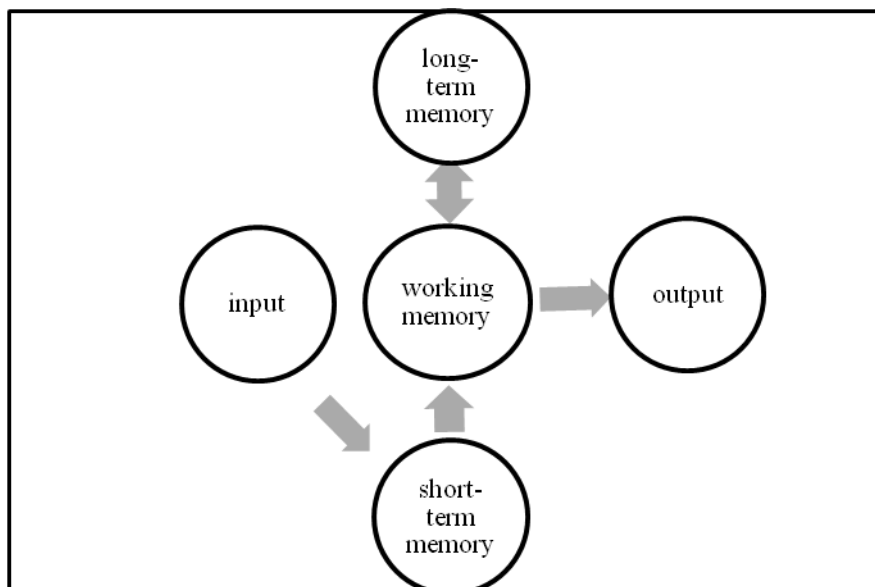 long-
term
memory
input
working
memory
output
short-
term
memory